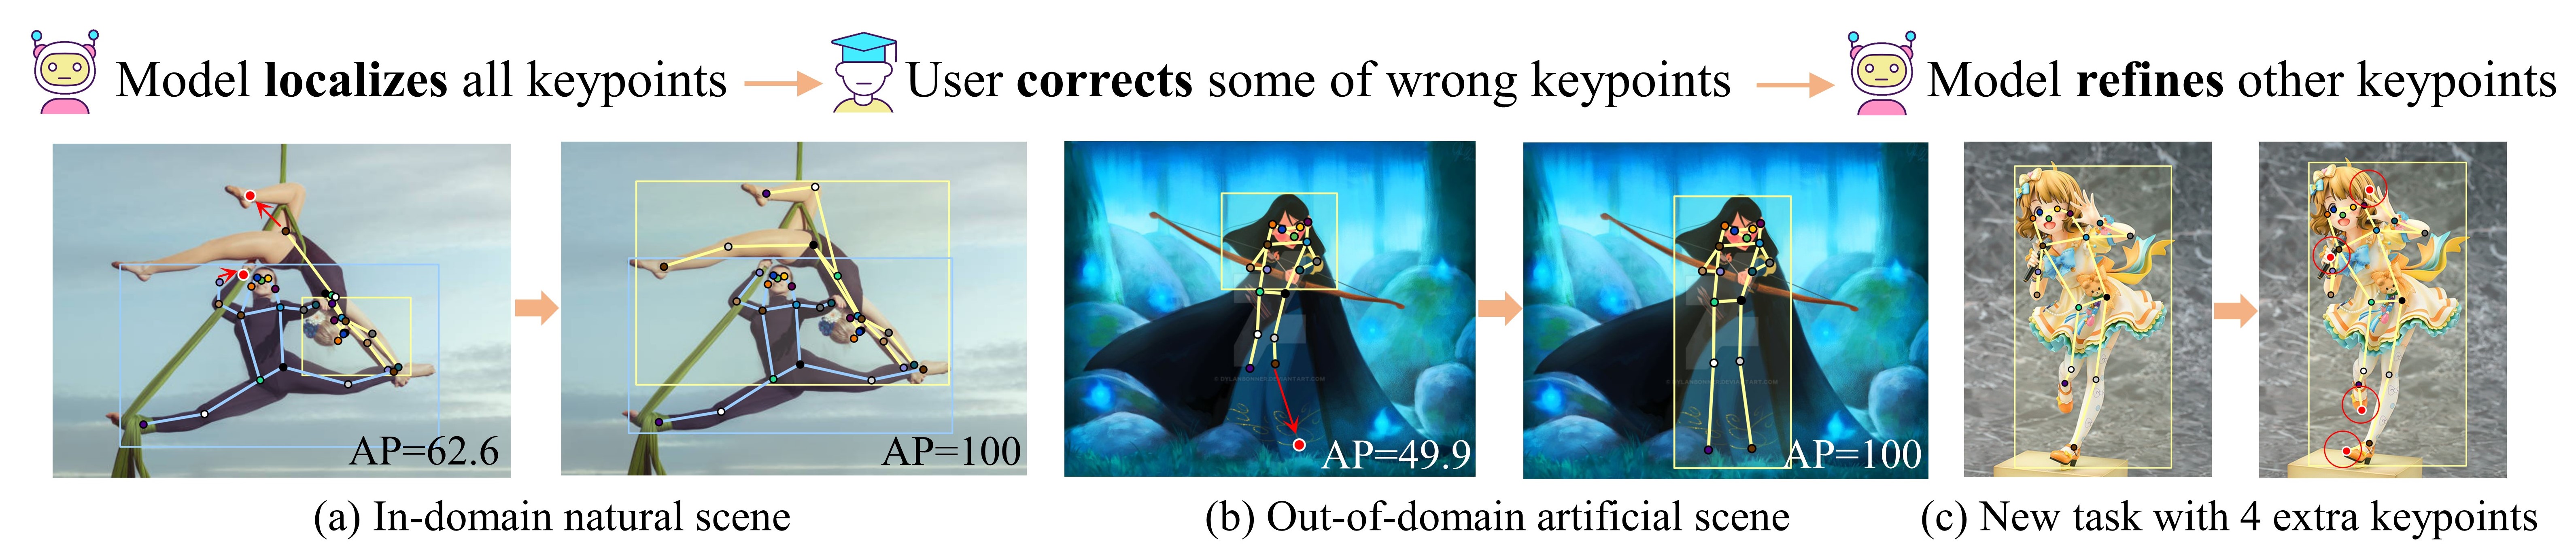 Model localizes all keypoints
User corrects some of wrong keypoints
Model refines other keypoints
AP=62.6
AP=100
AP=49.9
AP=100
(a) In-domain natural scene
(b) Out-of-domain artificial scene
(c) New task with 4 extra keypoints